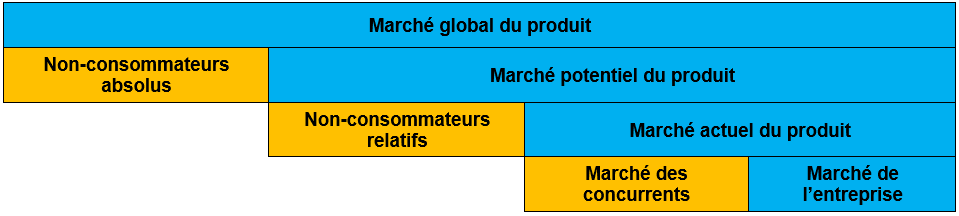 Marché global du produit
Non-consommateurs
absolus
Marché potentiel du produit
Non-consommateurs
relatifs
Marché actuel du produit
Marché des
concurrents
Marché de
l’entreprise